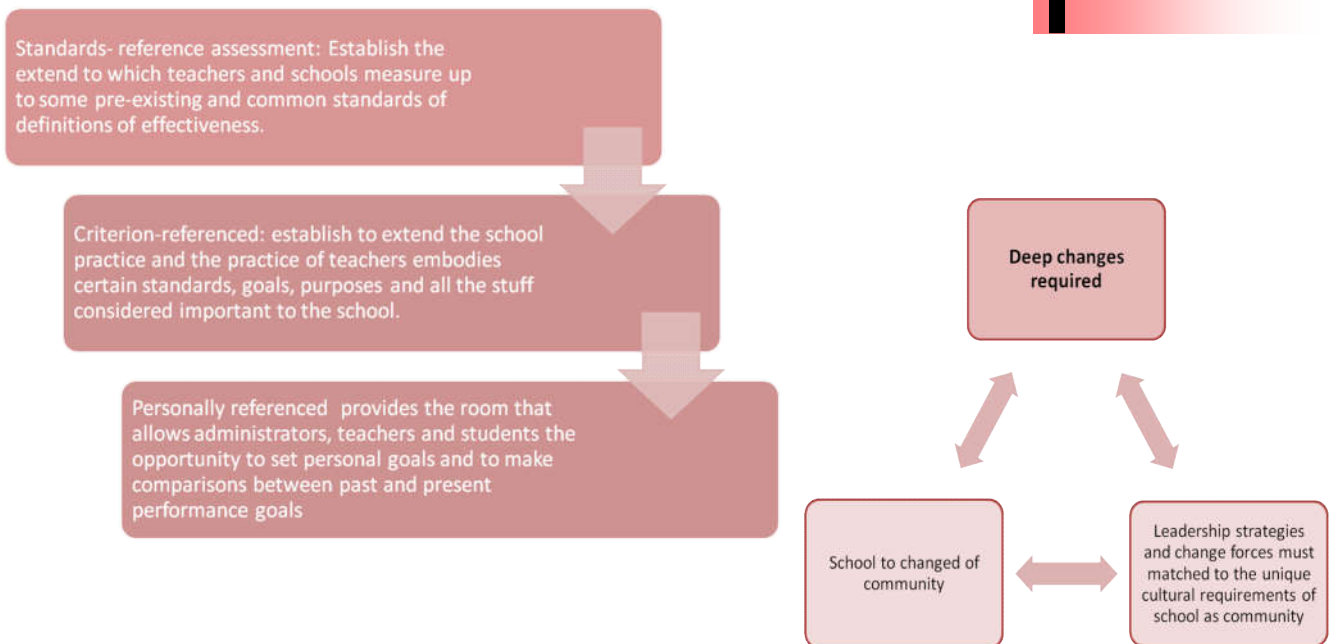 Standards- reference assessment: Establish the
extend to which teachers and schools measure up
to some pre-existing and common standards of
definitions of effectiveness.
Criterion-referenced: establish to extend the school
practice and the practice of teachers embodies
certain standards, goals, purposes and all the stuff
considered important to the school.
Personally referenced provides the room that
allows administrators, teachers and students the
opportunity to set personal goals and to make
comparisons between past and present
performance goals
Deep changes
required
School to changed of
community
Leadership strategies
and change forces must
matched to the unique
cultural requirements of
school as community